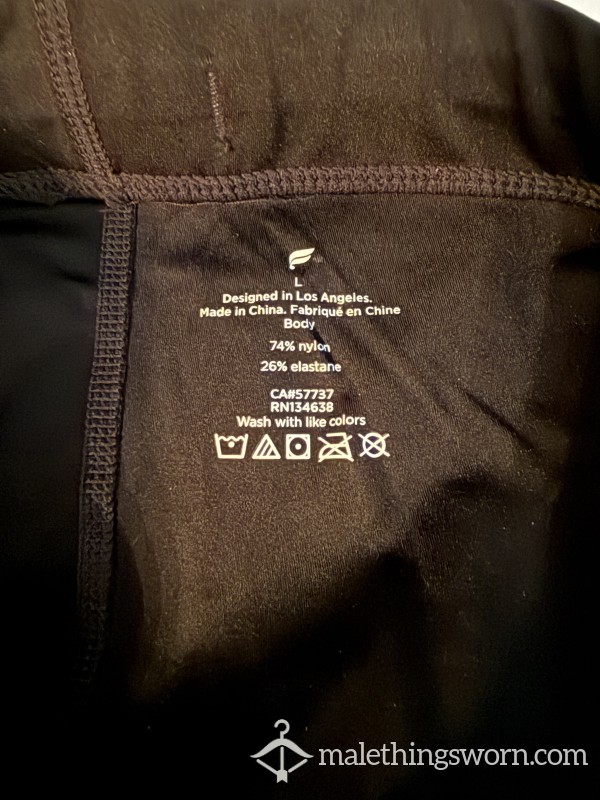 L
Designed in Los Angeles.
Made in China. Fabriqué en Chine
Body
74% nylon
26% elastane
CA#57737
RN134638
Wash with like colors
malethingsworn.com